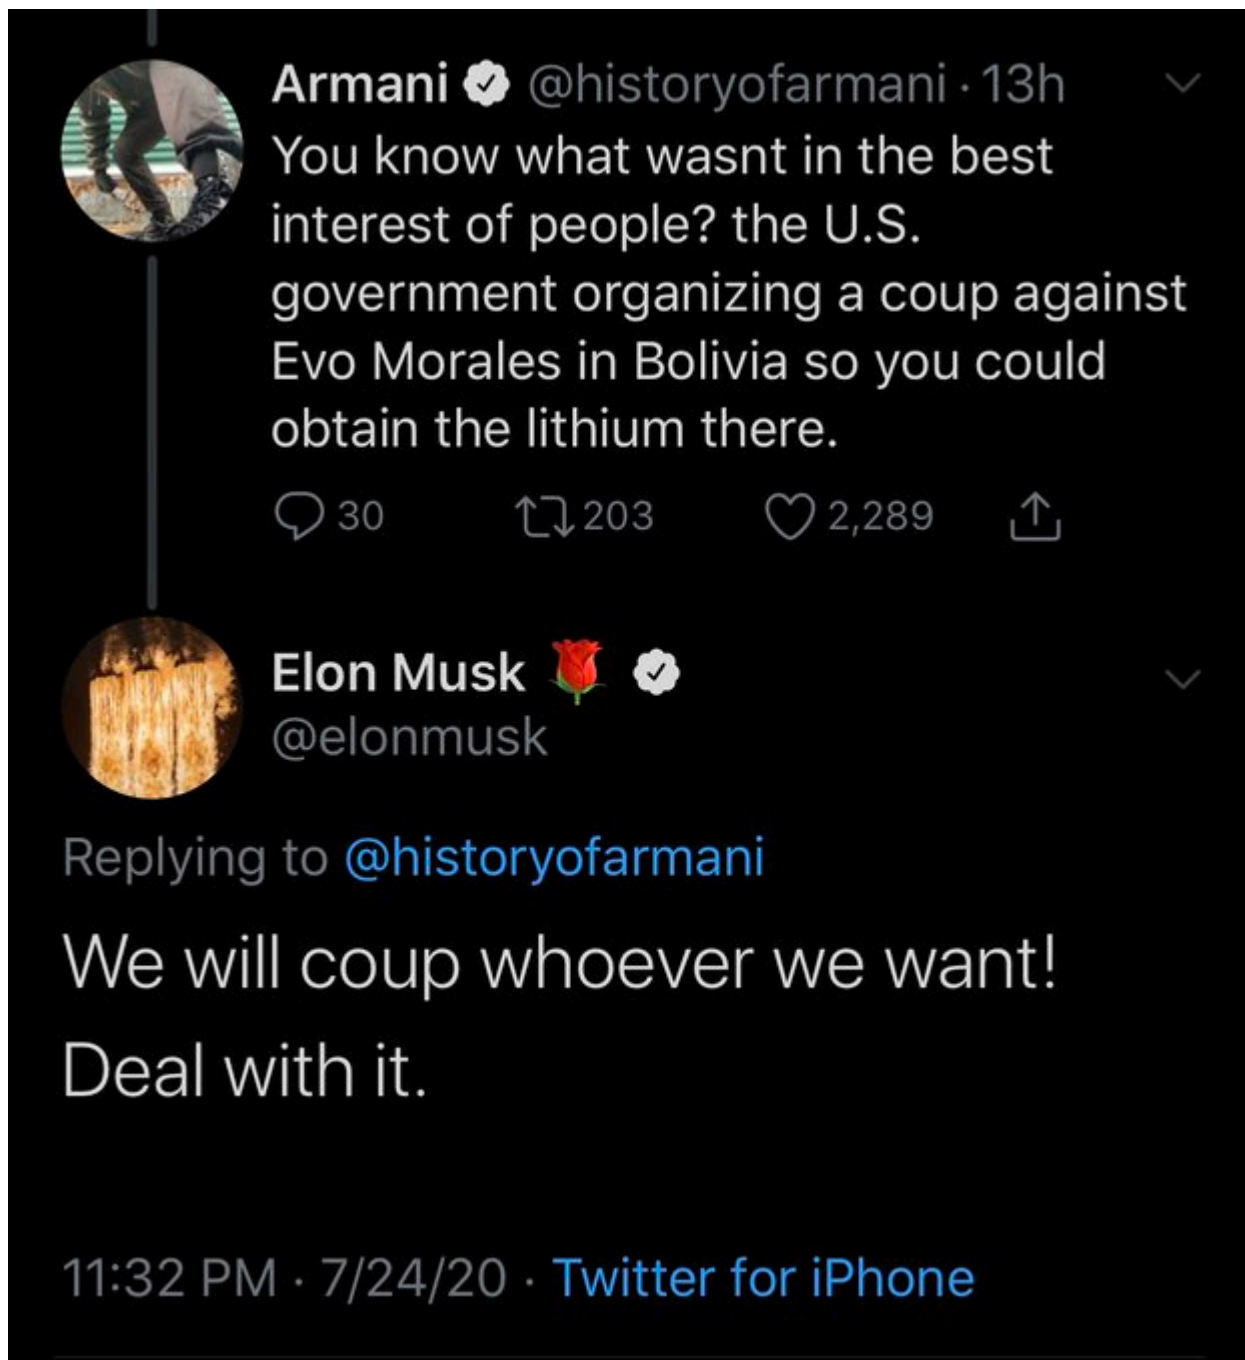 Armani @historyofarmani · 13h
You know what wasnt in the best
interest of people? the U.S.
government organizing a coup against
Evo Morales in Bolivia so you could
obtain the lithium there.
30 203 2,289
Elon Musk 🌹
@elonmusk
Replying to @historyofarmani
We will coup whoever we want!
Deal with it.
11:32 PM · 7/24/20 · Twitter for iPhone